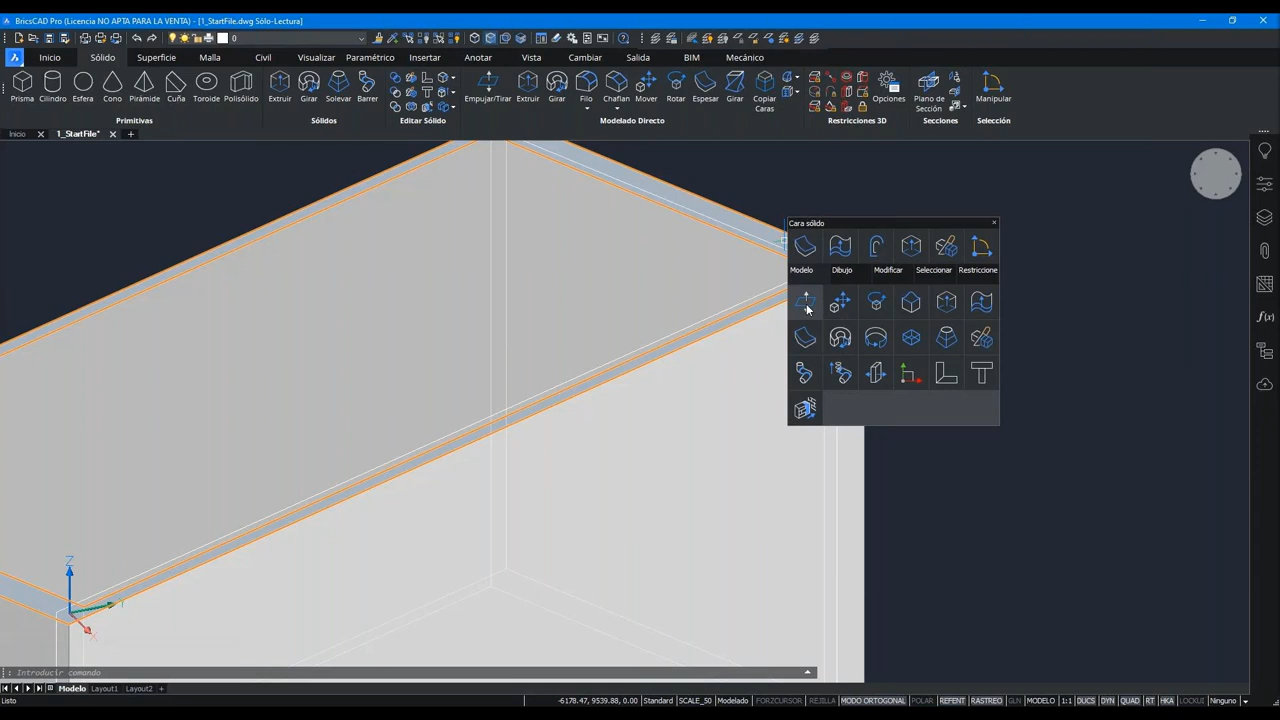 BricsCAD Pro (Licencia NO APTA PARA LA VENTA) - [1_StartFile.dwg Sólo-Lectura]
0
Inicio Sólido Superficie Malla Civil Visualizar Paramétrico Insertar Anotar Vista Cambiar Salida BIM Mecánico
Prisma Cilindro Esfera Cono Pirámide Cuña Toroide Polisólido Extruir Girar Solevar Barrer Empujar/Tirar Extruir Girar Filo Chaflan Mover Rotar Espesar Girar Copiar Caras Opciones Plano de Sección Manipular
Primitivas Sólidos Editar Sólido Modelado Directo Restricciones 3D Secciones Selección
Inicio 1_StartFile*
Cara sólido
Modelo Dibujo Modificar Seleccionar Restriccione
f(x)
Z
Y
X
: Introducir comando
Modelo Layout1 Layout2
Listo -6178.47, 9539.88, 0.00 Standard SCALE_50 Modelado FORZCURSOR REJILLA MODO ORTOGONAL POLAR REFENT RASTREO GLN MODELO 1:1 DUCS DYN QUAD RT HKA LOCKUI Ninguno